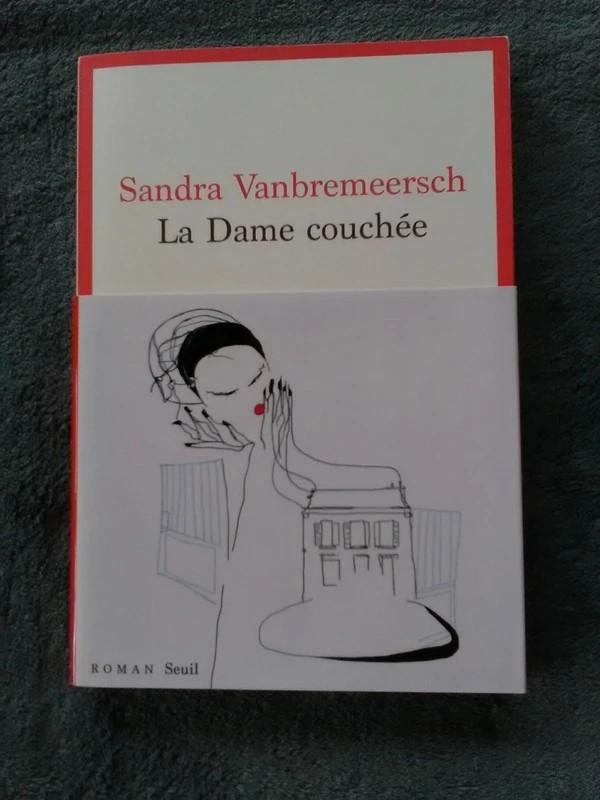 Sandra Vanbremeersch
La Dame couchée
ROMAN Seuil